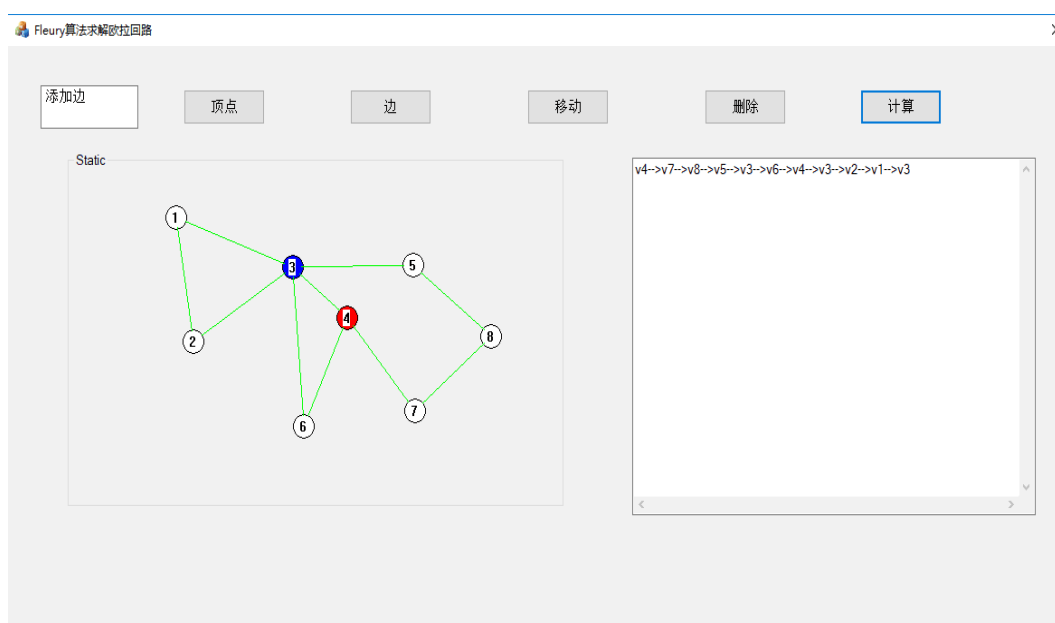 Fleury算法求解欧拉回路
添加边
顶点
边
移动
删除
计算
Static
v4-->v7-->v8-->v5-->v3-->v6-->v4-->v3-->v2-->v1-->v3
1
3
5
4
2
8
7
6